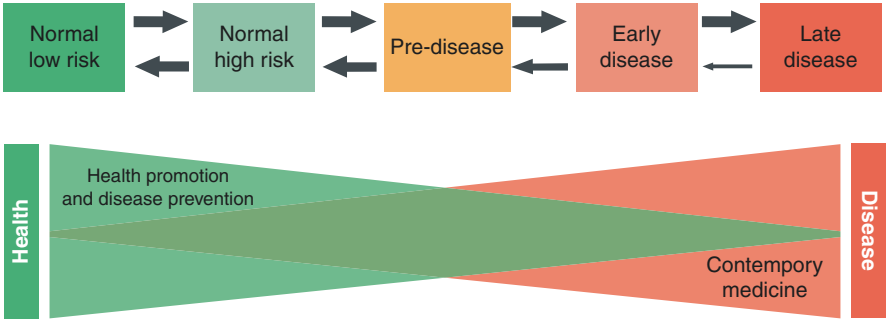 Normal
low risk
Normal
high risk
Pre-disease
Early
disease
Late
disease
Health
Health promotion
and disease prevention
Contempory
medicine
Disease